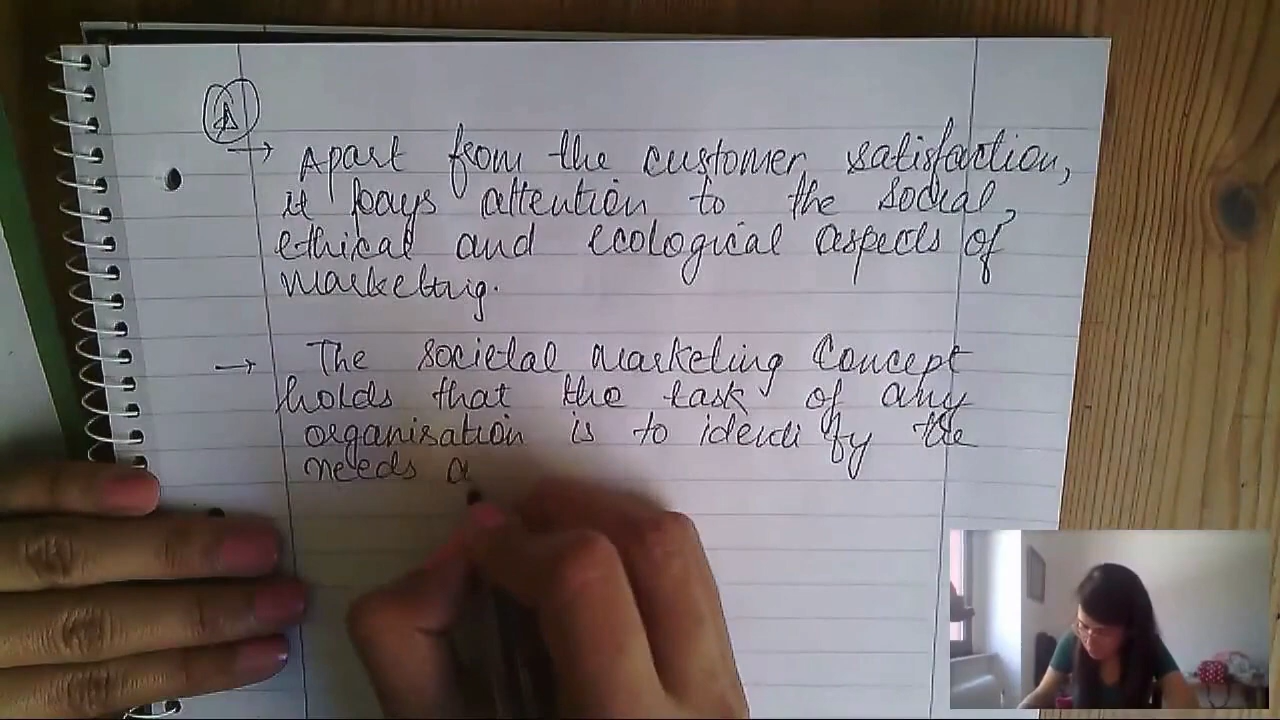 A
→ Apart from the customer satisfaction,
it pays attention to the social,
ethical and ecological aspects of
marketing.
→ The societal marketing Concept
holds that the task of any
organisation is to identify the
needs a